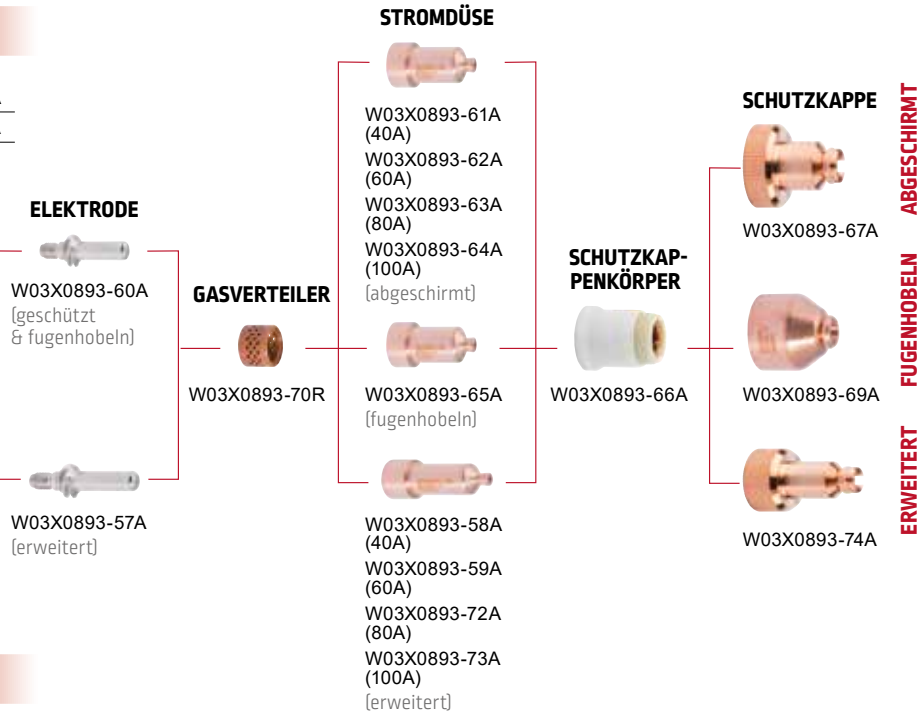 ELEKTRODE
W03X0893-60A
(geschützt
& fugenhobeln)
W03X0893-57A
(erweitert)
GASVERTEILER
W03X0893-70R
STROMDÜSE
W03X0893-61A
(40A)
W03X0893-62A
(60A)
W03X0893-63A
(80A)
W03X0893-64A
(100A)
(abgeschirmt)
W03X0893-65A
(fugenhobeln)
W03X0893-58A
(40A)
W03X0893-59A
(60A)
W03X0893-72A
(80A)
W03X0893-73A
(100A)
(erweitert)
SCHUTZKAP-
PENKÖRPER
W03X0893-66A
SCHUTZKAPPE
W03X0893-67A
ABGESCHIRMT
W03X0893-69A
FUGENHOBELN
W03X0893-74A
ERWEITERT